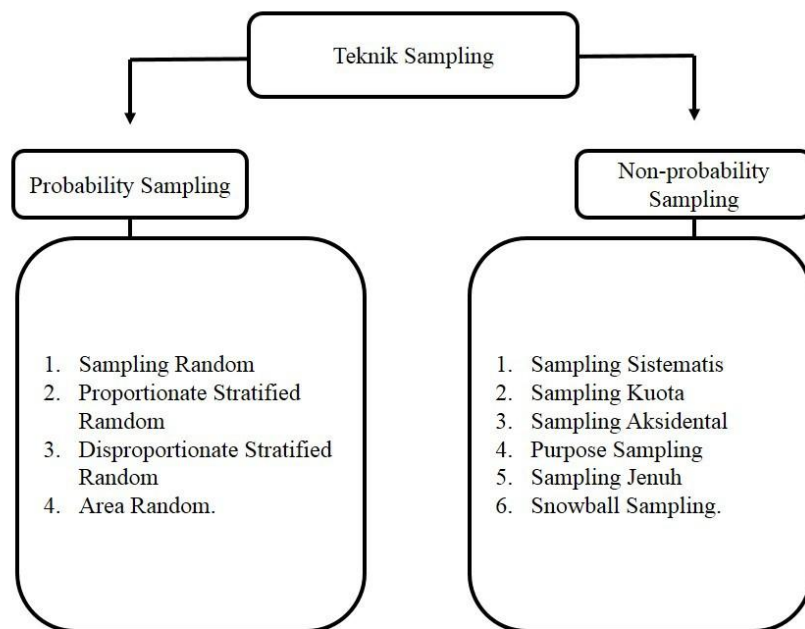 Teknik Sampling
Probability Sampling
Non-probability
Sampling
1. Sampling Random
2. Proportionate Stratified
Ramdom
3. Disproportionate Stratified
Random
4. Area Random.
1. Sampling Sistematis
2. Sampling Kuota
3. Sampling Aksidental
4. Purpose Sampling
5. Sampling Jenuh
6. Snowball Sampling.